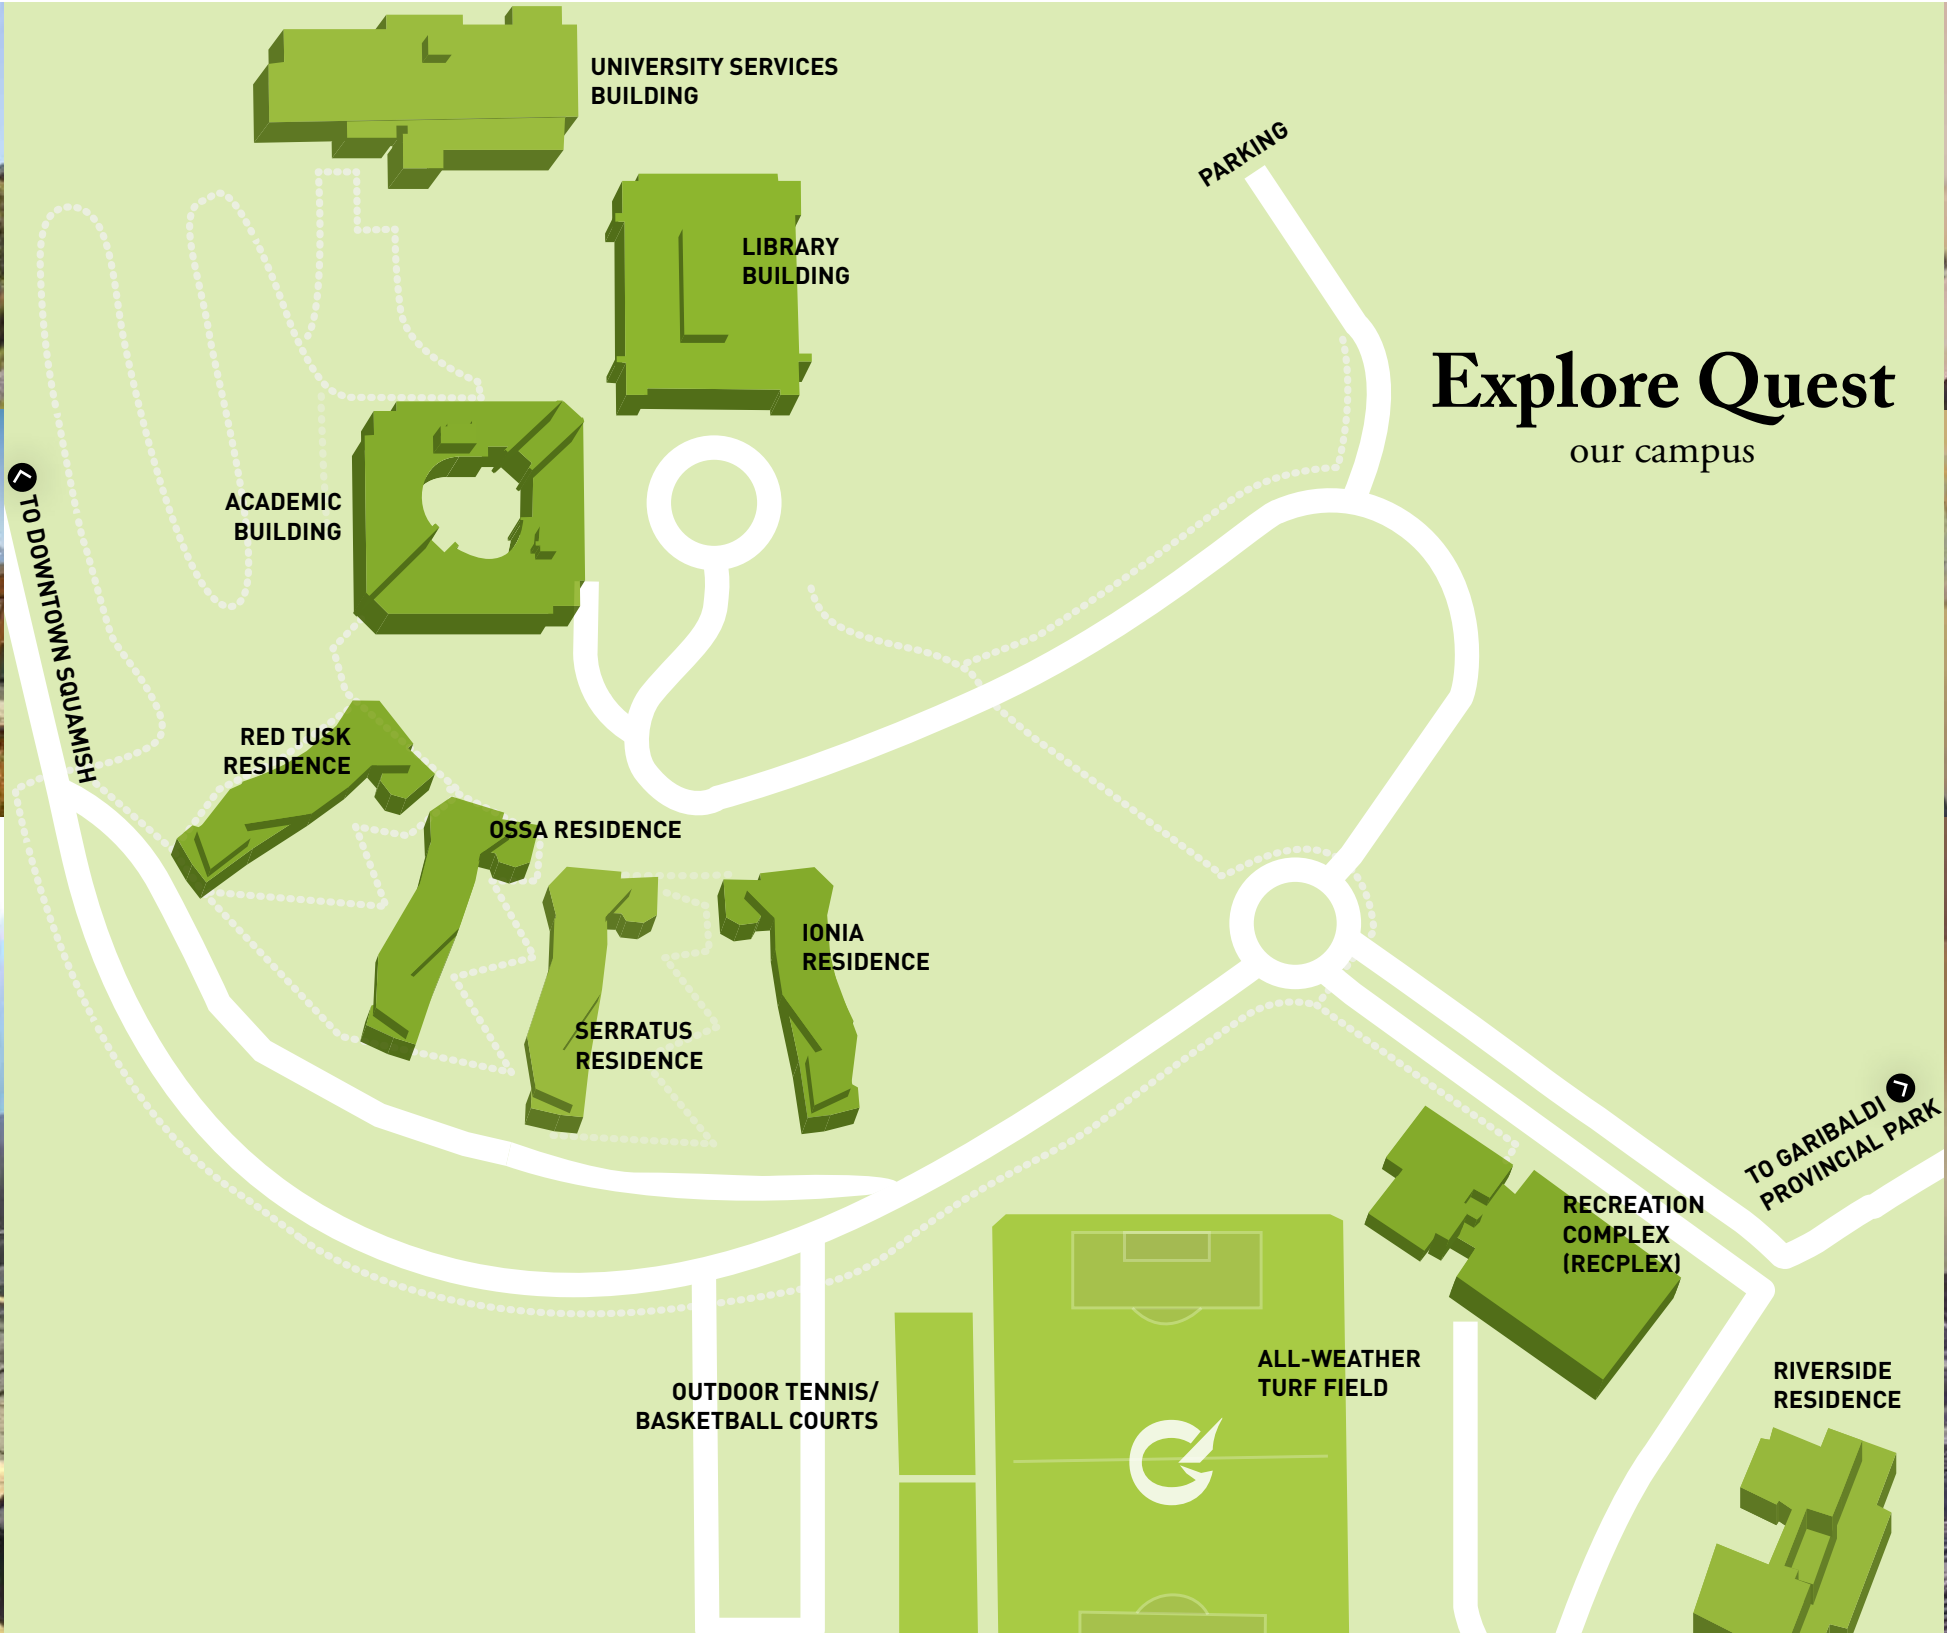 UNIVERSITY SERVICES
BUILDING
PARKING
LIBRARY
BUILDING
Explore Quest
our campus
ACADEMIC
BUILDING
TO DOWNTOWN SQUAMISH
RED TUSK
RESIDENCE
OSSA RESIDENCE
IONIA
RESIDENCE
SERRATUS
RESIDENCE
TO GARIBALDI
PROVINCIAL PARK
RECREATION
COMPLEX
(RECPLEX)
ALL-WEATHER
TURF FIELD
OUTDOOR TENNIS/
BASKETBALL COURTS
RIVERSIDE
RESIDENCE